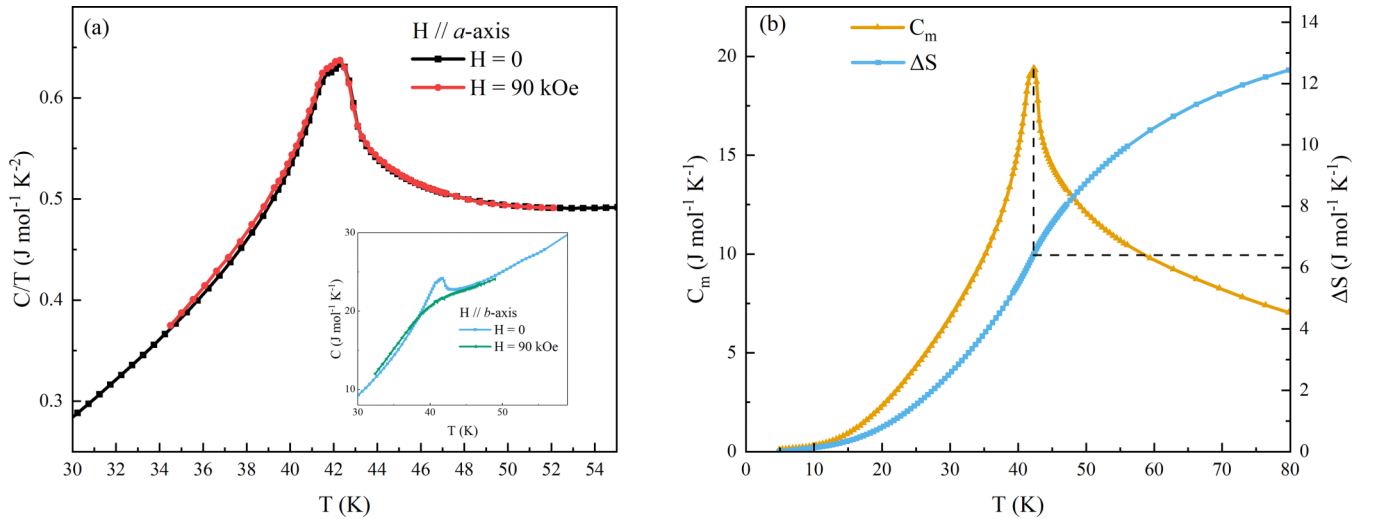 (a)
H // a-axis
H = 0
H = 90 kOe
C/T (J mol⁻¹ K⁻²)
0.6
0.5
0.4
0.3
30 32 34 36 38 40 42 44 46 48 50 52 54
T (K)
C (J mol⁻¹ K⁻¹)
30
20
10
H // b-axis
H = 0
H = 90 kOe
30 40 50
T (K)
(b)
Cₘ
ΔS
Cₘ (J mol⁻¹ K⁻¹)
20
15
10
5
0
0 10 20 30 40 50 60 70 80
T (K)
14
12
10
8
6
4
2
0
ΔS (J mol⁻¹ K⁻¹)